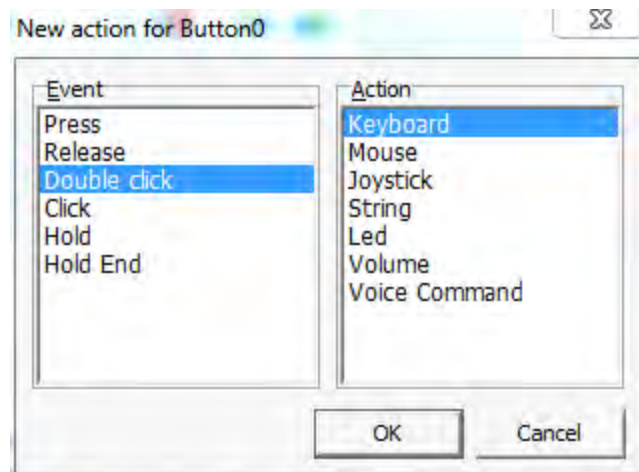 New action for Button0
Event
Press
Release
Double click
Click
Hold
Hold End
Action
Keyboard
Mouse
Joystick
String
Led
Volume
Voice Command
OK
Cancel